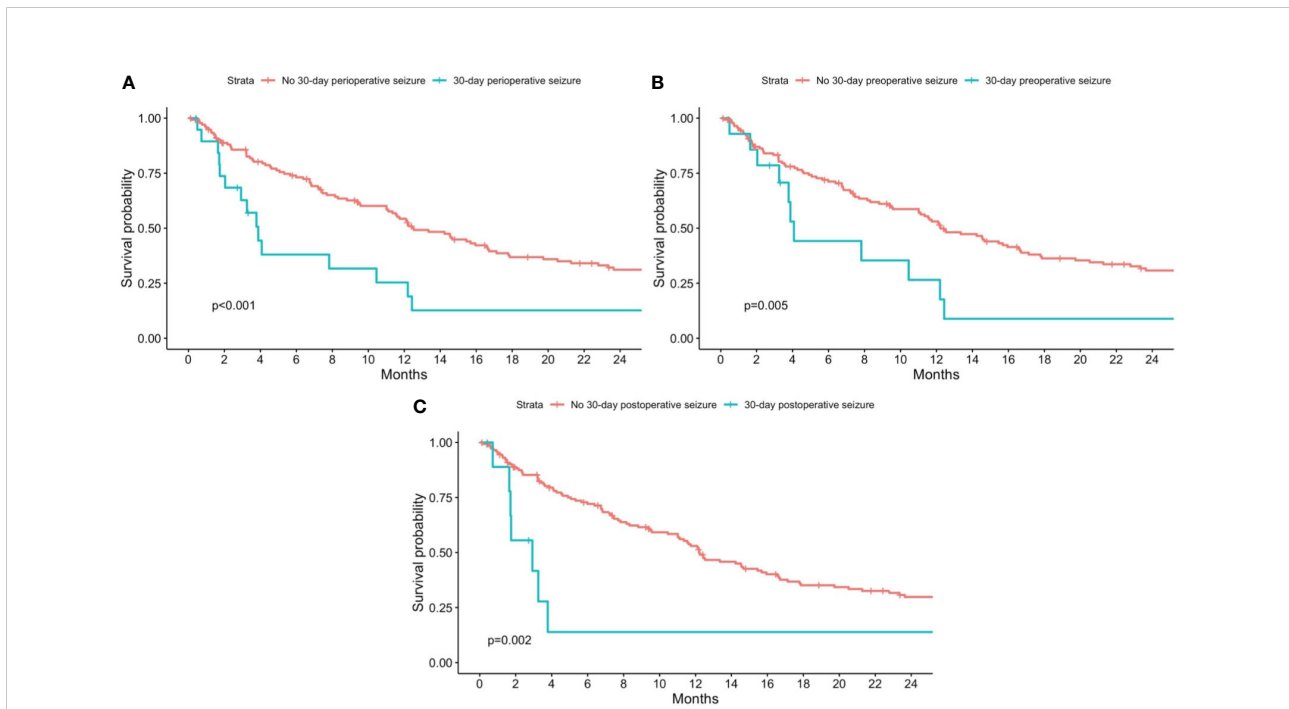 A
Strata No 30-day perioperative seizure 30-day perioperative seizure
1.00
0.75
0.50
0.25
0.00
Survival probability
p<0.001
0 2 4 6 8 10 12 14 16 18 20 22 24
Months
B
Strata No 30-day preoperative seizure 30-day preoperative seizure
1.00
0.75
0.50
0.25
0.00
Survival probability
p=0.005
0 2 4 6 8 10 12 14 16 18 20 22 24
Months
C
Strata No 30-day postoperative seizure 30-day postoperative seizure
1.00
0.75
0.50
0.25
0.00
Survival probability
p=0.002
0 2 4 6 8 10 12 14 16 18 20 22 24
Months